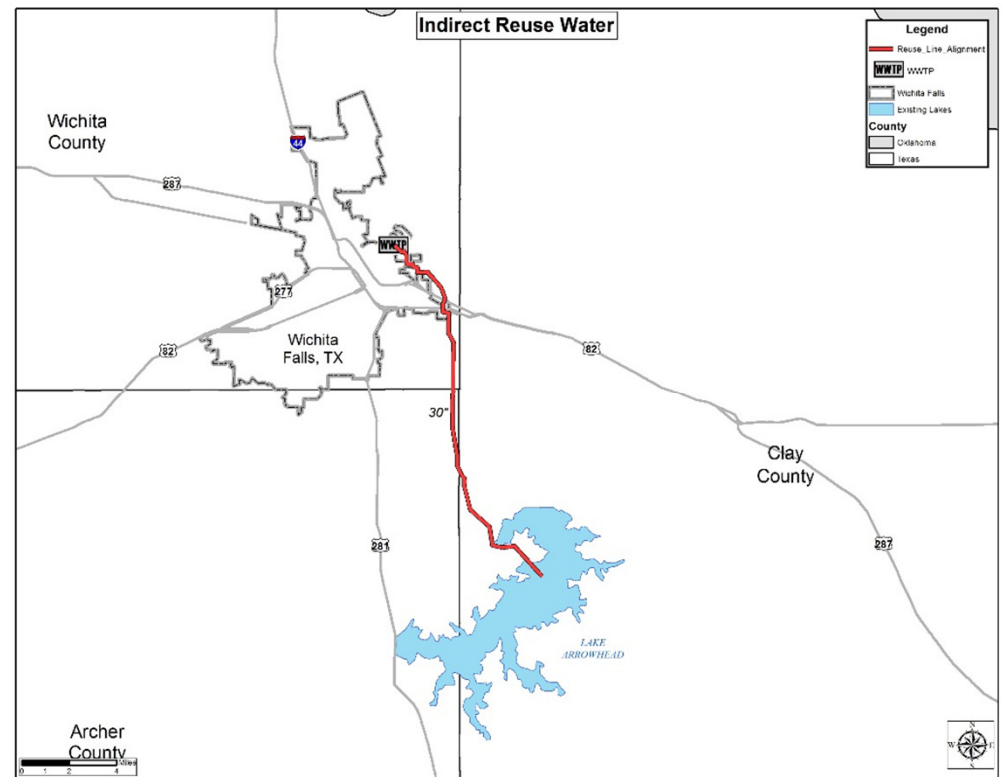 Indirect Reuse Water
Legend
Reuse_Line_Alignment
WWTP WWTP
Wichita Falls
Existing Lakes
County
Oklahoma
Texas
Wichita
County
44
287
WWTP
277
82
Wichita
Falls, TX
82
30"
Clay
County
281
287
LAKE
ARROWHEAD
Archer
County
Miles
0 1 2 4
N
W E
S